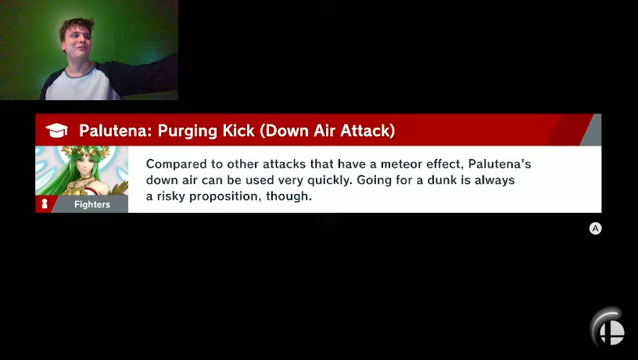 Palutena: Purging Kick (Down Air Attack)
Compared to other attacks that have a meteor effect, Palutena's
down air can be used very quickly. Going for a dunk is always
a risky proposition, though.
Fighters
A